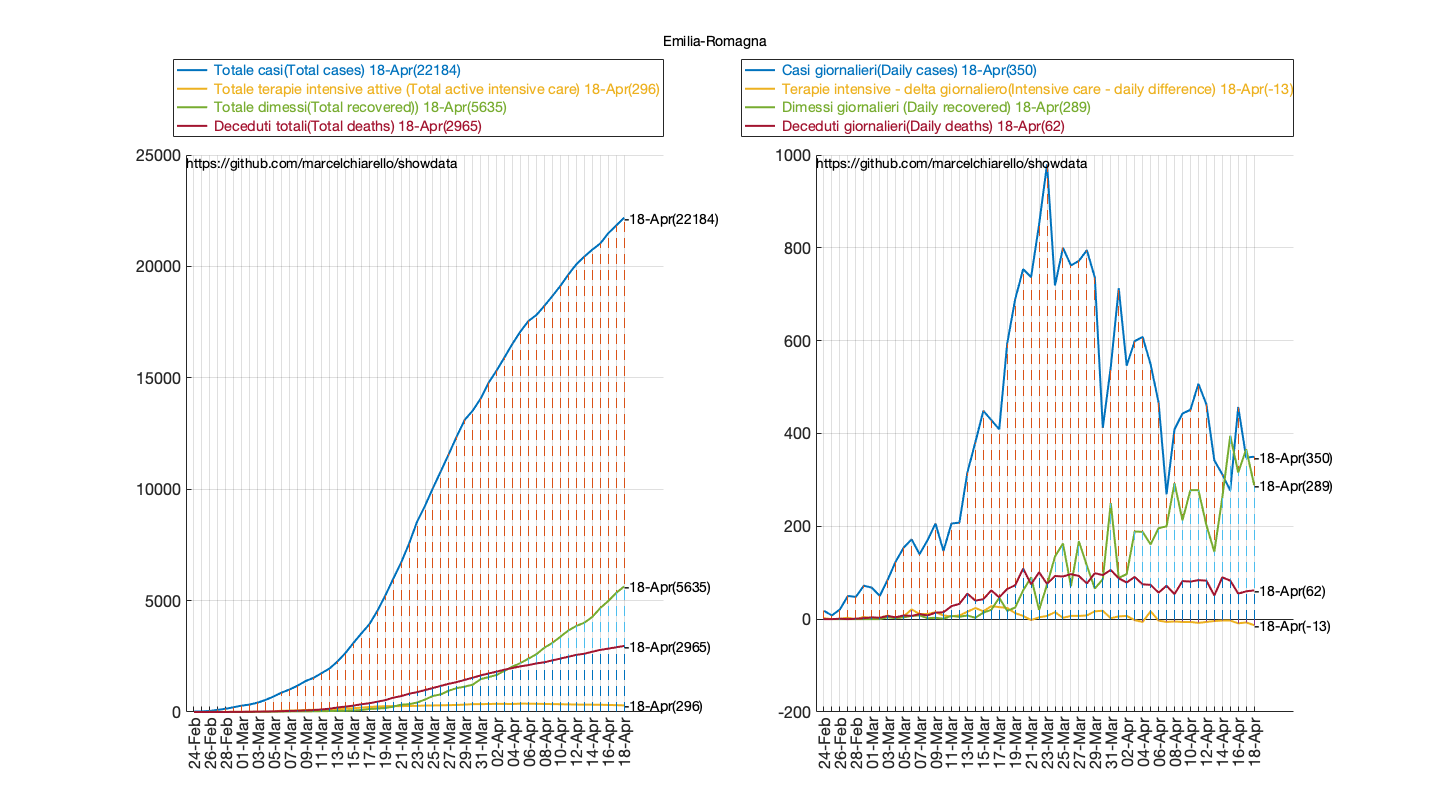 Emilia-Romagna
Totale casi(Total cases) 18-Apr(22184)
Totale terapie intensive attive (Total active intensive care) 18-Apr(296)
Totale dimessi(Total recovered)) 18-Apr(5635)
Deceduti totali(Total deaths) 18-Apr(2965)
25000
https://github.com/marcelchiarello/showdata
20000
15000
10000
5000
0
18-Apr(22184)
18-Apr(5635)
18-Apr(2965)
18-Apr(296)
24-Feb
26-Feb
28-Feb
01-Mar
03-Mar
05-Mar
07-Mar
09-Mar
11-Mar
13-Mar
15-Mar
17-Mar
19-Mar
21-Mar
23-Mar
25-Mar
27-Mar
29-Mar
31-Mar
02-Apr
04-Apr
06-Apr
08-Apr
10-Apr
12-Apr
14-Apr
16-Apr
18-Apr
Casi giornalieri(Daily cases) 18-Apr(350)
Terapie intensive - delta giornaliero(Intensive care - daily difference) 18-Apr(-13)
Dimessi giornalieri (Daily recovered) 18-Apr(289)
Deceduti giornalieri(Daily deaths) 18-Apr(62)
1000
https://github.com/marcelchiarello/showdata
800
600
400
200
0
-200
18-Apr(350)
18-Apr(289)
18-Apr(62)
18-Apr(-13)
24-Feb
26-Feb
28-Feb
01-Mar
03-Mar
05-Mar
07-Mar
09-Mar
11-Mar
13-Mar
15-Mar
17-Mar
19-Mar
21-Mar
23-Mar
25-Mar
27-Mar
29-Mar
31-Mar
02-Apr
04-Apr
06-Apr
08-Apr
10-Apr
12-Apr
14-Apr
16-Apr
18-Apr